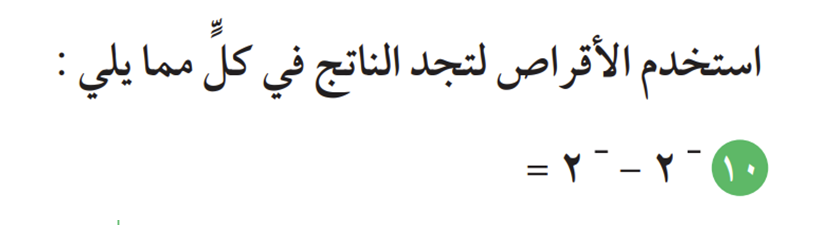 استخدم الأقراص لتجد الناتج في كلٍّ مما يلي :
١٠ ⁻٢ – ⁻٢ =